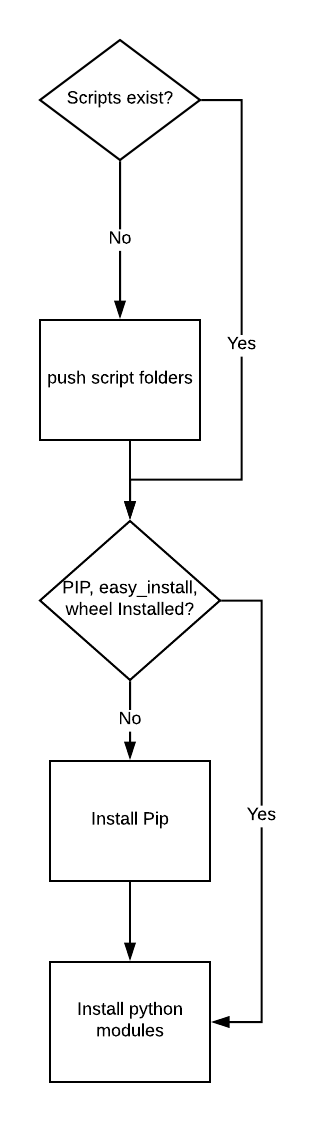 Scripts exist?
No
Yes
push script folders
PIP, easy_install,
wheel Installed?
No
Yes
Install Pip
Install python
modules